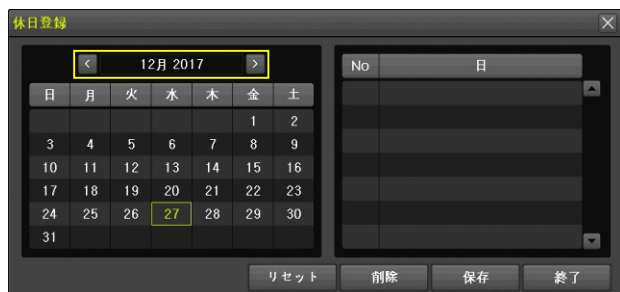 休日登録
< 12月 2017 >
日 月 火 水 木 金 土
1 2
3 4 5 6 7 8 9
10 11 12 13 14 15 16
17 18 19 20 21 22 23
24 25 26 27 28 29 30
31
No 日
リセット 削除 保存 終了